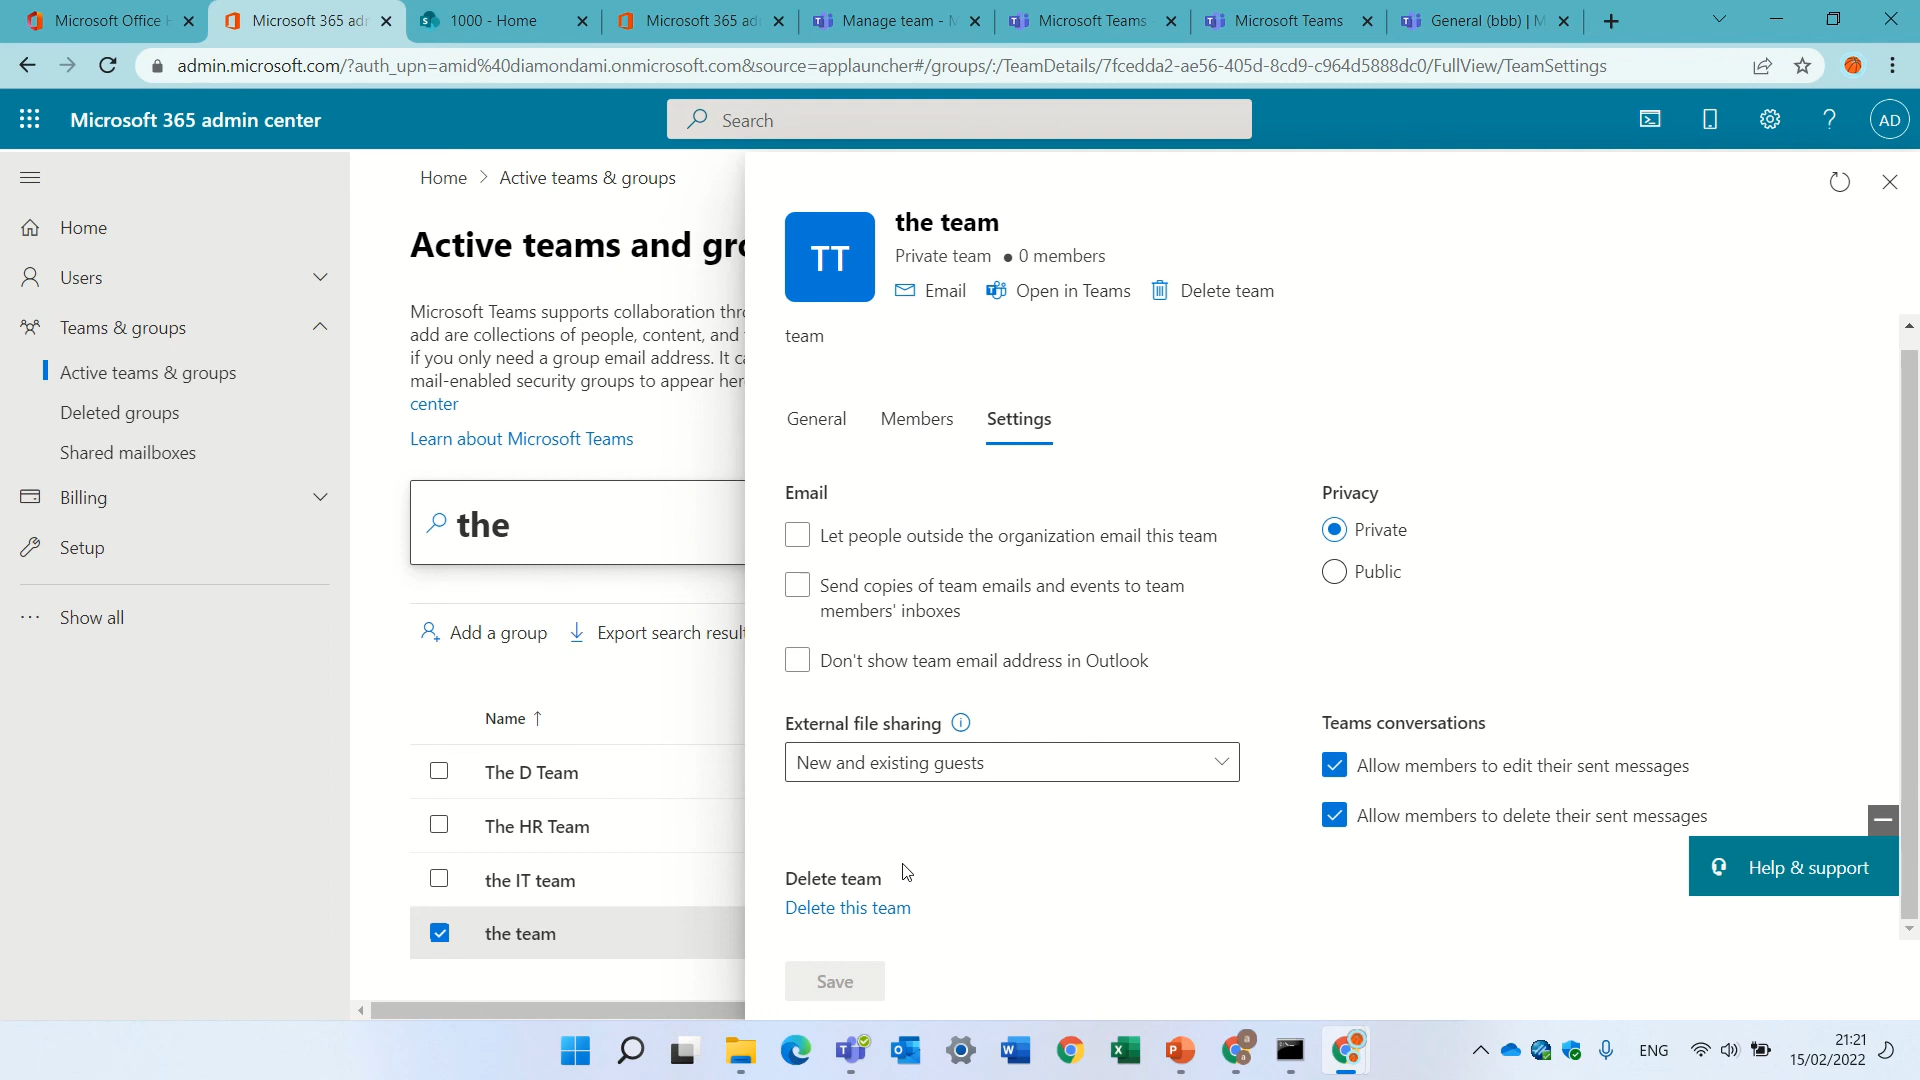 Microsoft Office H
Microsoft 365 adr
1000 - Home
Microsoft 365 ad
Manage team - M
Microsoft Teams
Microsoft Teams
General (bbb) | M
admin.microsoft.com/?auth_upn=amid%40diamondami.onmicrosoft.com&source=applauncher#/groups/:/TeamDetails/7fcedda2-ae56-405d-8cd9-c964d5888dc0/FullView/TeamSettings
Microsoft 365 admin center
Search
AD
Home
Users
Teams & groups
Active teams & groups
Deleted groups
Shared mailboxes
Billing
Setup
Show all
Home > Active teams & groups
Active teams and gro
Microsoft Teams supports collaboration thro
add are collections of people, content, and
if you only need a group email address. It ca
mail-enabled security groups to appear her
center
Learn about Microsoft Teams
the
Add a group
Export search result
Name ↑
The D Team
The HR Team
the IT team
the team
TT
the team
Private team ● 0 members
Email
Open in Teams
Delete team
team
General
Members
Settings
Email
Let people outside the organization email this team
Send copies of team emails and events to team
members' inboxes
Don't show team email address in Outlook
Privacy
Private
Public
External file sharing
New and existing guests
Teams conversations
Allow members to edit their sent messages
Allow members to delete their sent messages
Delete team
Delete this team
Save
Help & support
ENG
21:21
15/02/2022